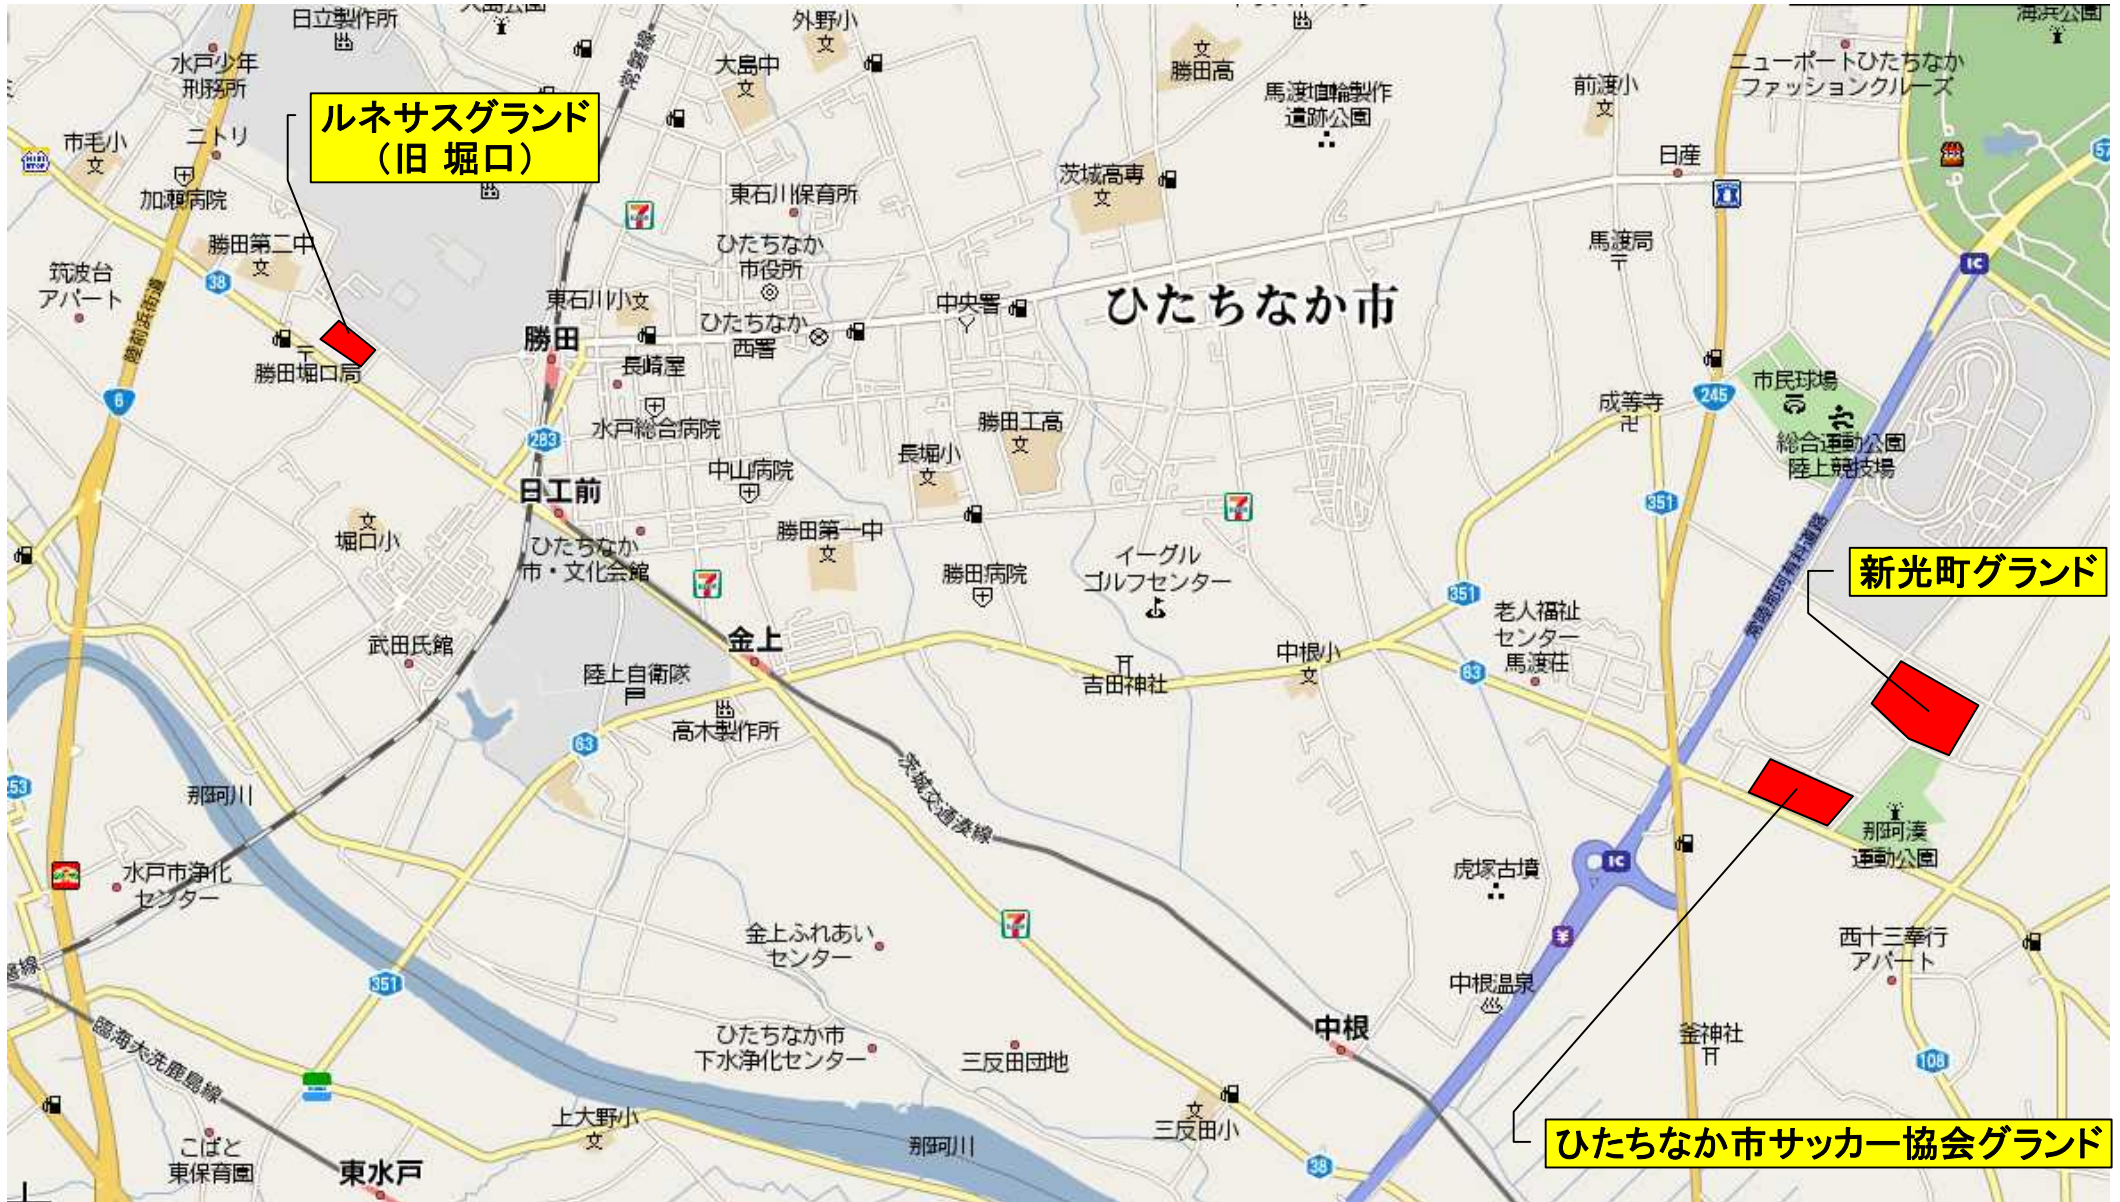 日立製作所
外野小
海浜公園
水戸少年
刑務所
常磐線
大島中
勝田高
馬渡埴輪製作
遺跡公園
前渡小
ニューポートひたちなか
ファッションクルーズ
ルネサスグランド
（旧 堀口）
市毛小
ニトリ
加瀬病院
茨城高専
日産
57
東石川保育所
勝田第二中
ひたちなか
市役所
馬渡局
IC
筑波台
アパート
38
陸前浜街道
東石川小
中央署
ひたちなか市
勝田
ひたちなか
西署
勝田堀口局
長崎屋
市民球場
6
245
成等寺
283
水戸総合病院
勝田工高
総合運動公園
陸上競技場
長堀小
中山病院
日工前
351
堀口小
ひたちなか
市・文化会館
勝田第一中
イーグル
ゴルフセンター
勝田病院
常陸那珂有料道路
新光町グランド
351
老人福祉
センター
馬渡荘
武田氏館
金上
中根小
63
陸上自衛隊
吉田神社
高木製作所
63
茨城交通湊線
253
那珂川
那珂湊
運動公園
IC
虎塚古墳
水戸市浄化
センター
金上ふれあい
センター
西十三奉行
アパート
351
中根温泉
中根
臨海大洗鹿島線
ひたちなか市
下水浄化センター
三反田団地
釜神社
108
上大野小
三反田小
那珂川
ひたちなか市サッカー協会グランド
こばと
東保育園
東水戸
38